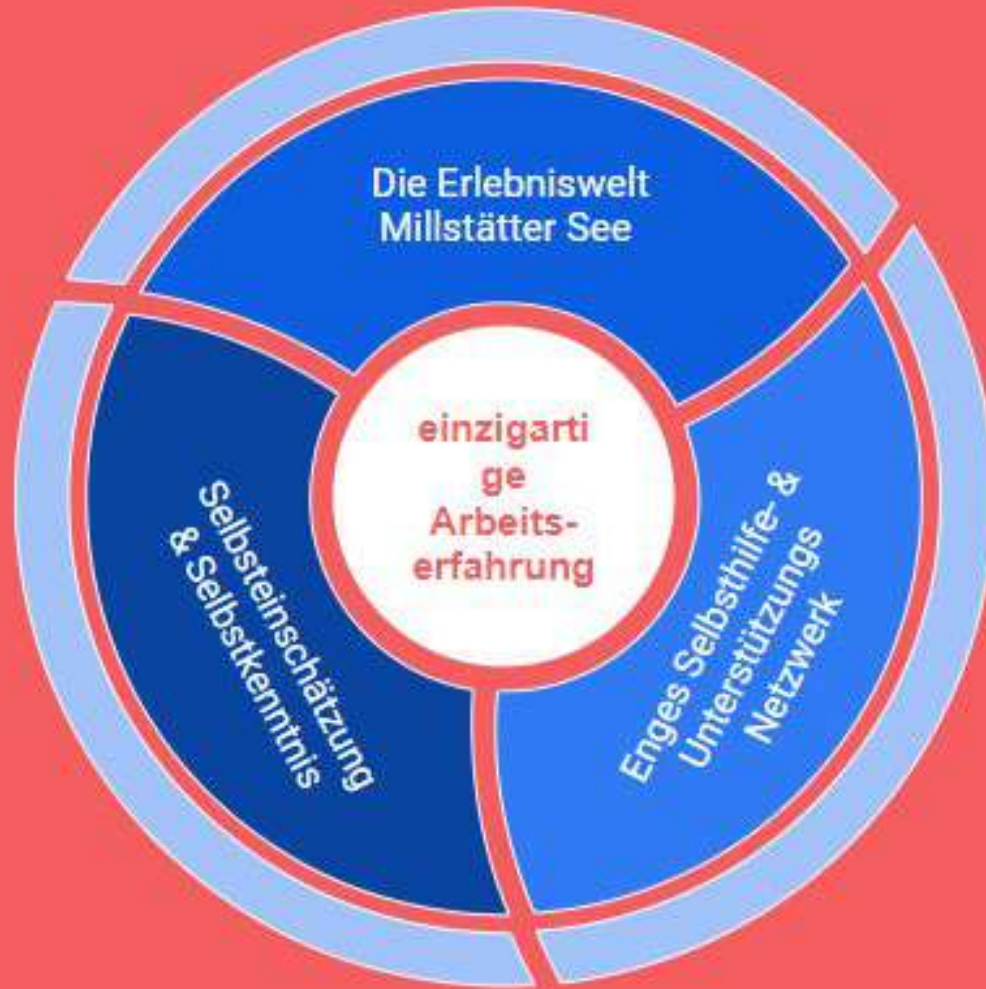 Die Erlebniswelt
Millstätter See
einzigarti
ge
Arbeits-
erfahrung
Selbsteinschätzung
& Selbstkenntnis
Enges Selbsthilfe- &
Unterstützungs
Netzwerk